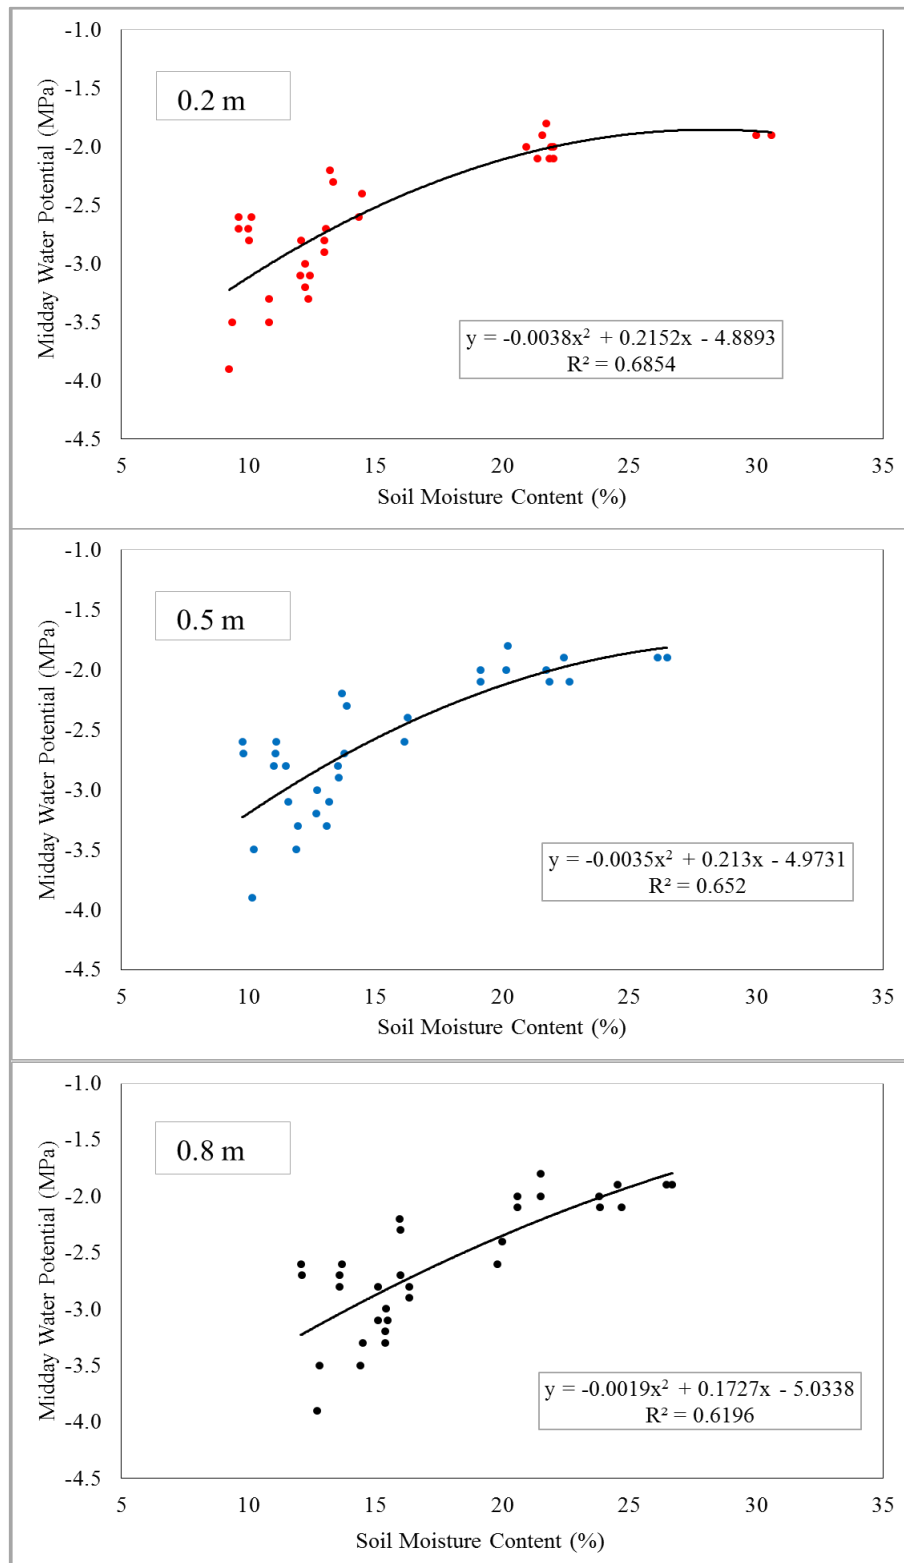 -1.0
-1.5
-2.0
-2.5
-3.0
-3.5
-4.0
-4.5
Midday Water Potential (MPa)
0.2 m
y = -0.0038x² + 0.2152x - 4.8893
R² = 0.6854
5 10 15 20 25 30 35
Soil Moisture Content (%)
-1.0
-1.5
-2.0
-2.5
-3.0
-3.5
-4.0
-4.5
Midday Water Potential (MPa)
0.5 m
y = -0.0035x² + 0.213x - 4.9731
R² = 0.652
5 10 15 20 25 30 35
Soil Moisture Content (%)
-1.0
-1.5
-2.0
-2.5
-3.0
-3.5
-4.0
-4.5
Midday Water Potential (MPa)
0.8 m
y = -0.0019x² + 0.1727x - 5.0338
R² = 0.6196
5 10 15 20 25 30 35
Soil Moisture Content (%)